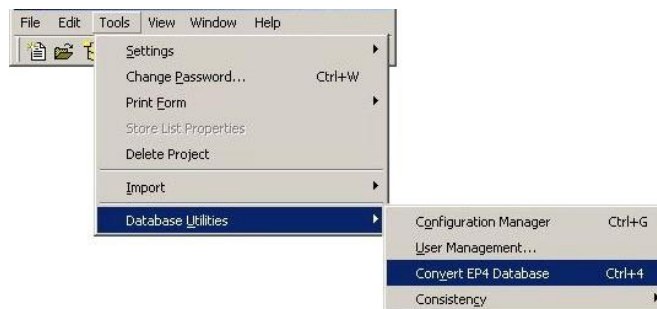 File Edit Tools View Window Help
Settings
Change Password... Ctrl+W
Print Form
Store List Properties
Delete Project
Import
Database Utilities
Configuration Manager Ctrl+G
User Management...
Convert EP4 Database Ctrl+4
Consistency